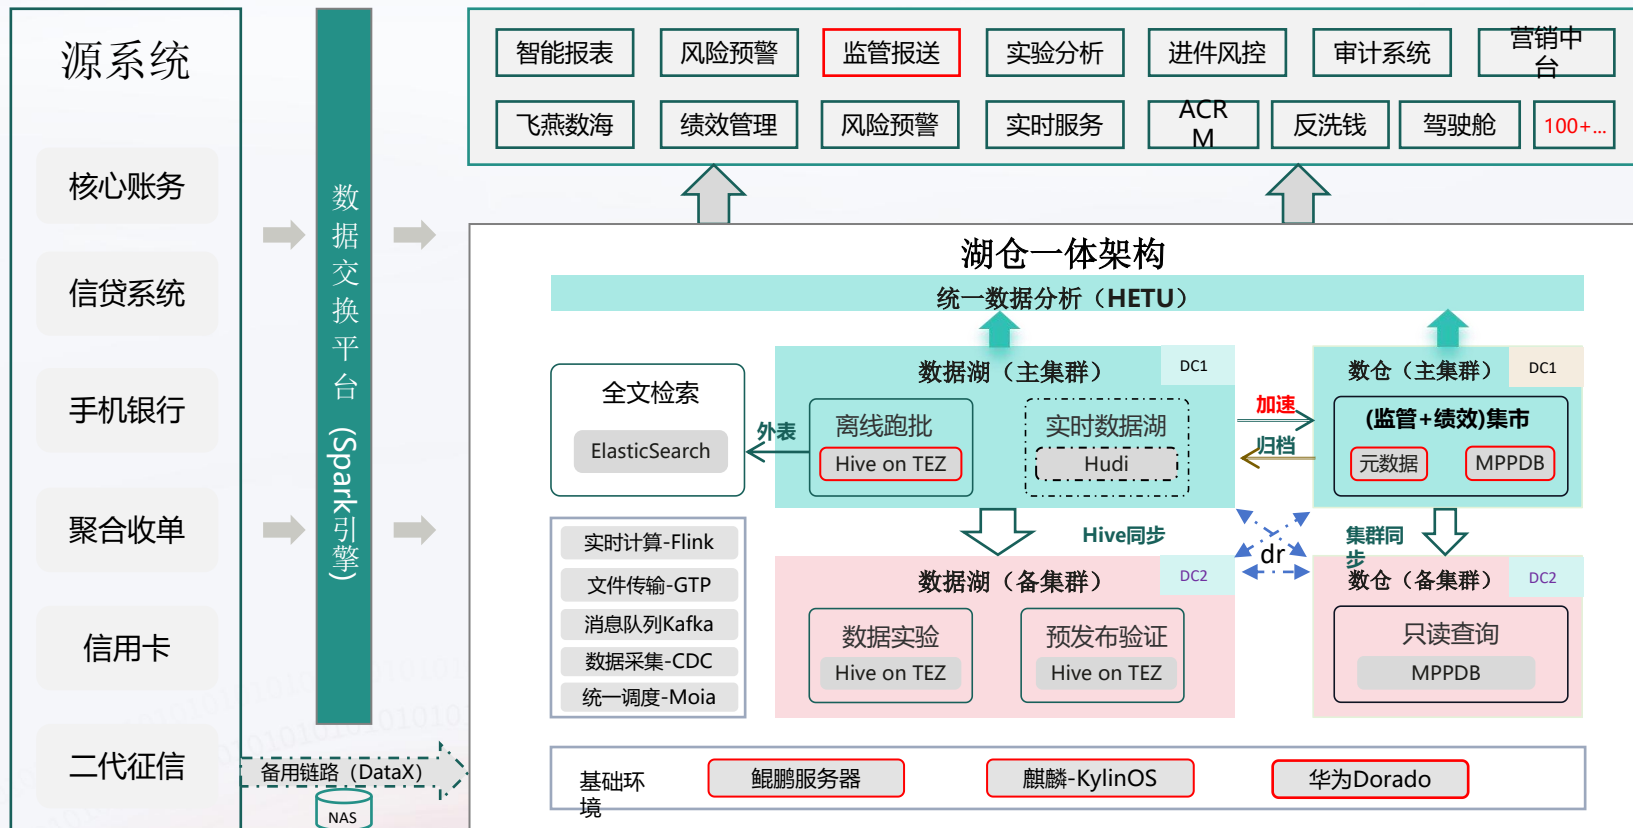 源系统
核心账务
信贷系统
手机银行
聚合收单
信用卡
二代征信
数据交换平台(Spark引擎)
备用链路（DataX）
NAS
智能报表
风险预警
监管报送
实验分析
进件风控
审计系统
营销中
台
飞燕数海
绩效管理
风险预警
实时服务
ACR
M
反洗钱
驾驶舱
100+...
湖仓一体架构
统一数据分析（HETU）
全文检索
ElasticSearch
外表
数据湖（主集群）
DC1
离线跑批
Hive on TEZ
实时数据湖
Hudi
加速
归档
数仓（主集群）
DC1
(监管+绩效)集市
元数据
MPPDB
Hive同步
dr
集群同
步
实时计算-Flink
文件传输-GTP
消息队列Kafka
数据采集-CDC
统一调度-Moia
数据湖（备集群）
DC2
数据实验
Hive on TEZ
预发布验证
Hive on TEZ
数仓（备集群）
DC2
只读查询
MPPDB
基础环
境
鲲鹏服务器
麒麟-KylinOS
华为Dorado